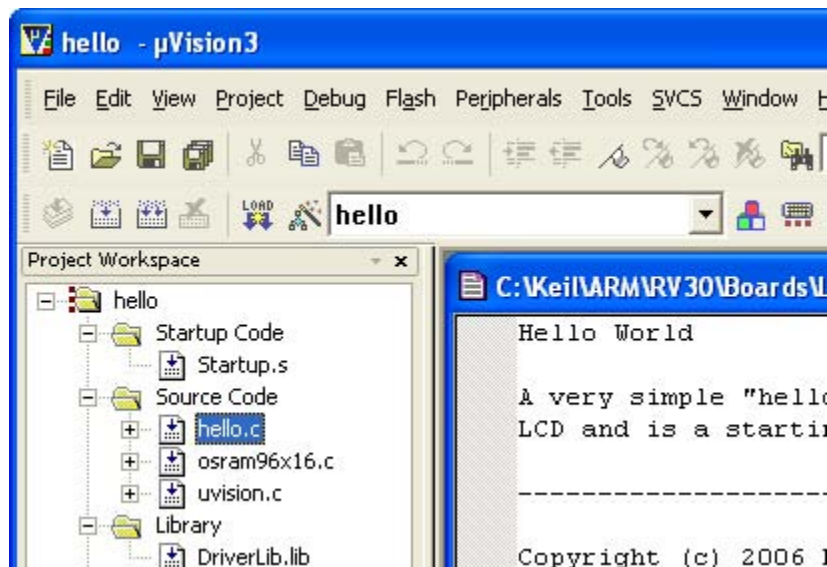 hello - µVision3
File Edit View Project Debug Flash Peripherals Tools SVCS Window
LOAD hello
Project Workspace
hello
Startup Code
Startup.s
Source Code
hello.c
osram96x16.c
uvision.c
Library
DriverLib.lib
C:\Keil\ARM\RV30\Boards\L
Hello World
A very simple "hello
LCD and is a startin
--------------------
Copyright (c) 2006